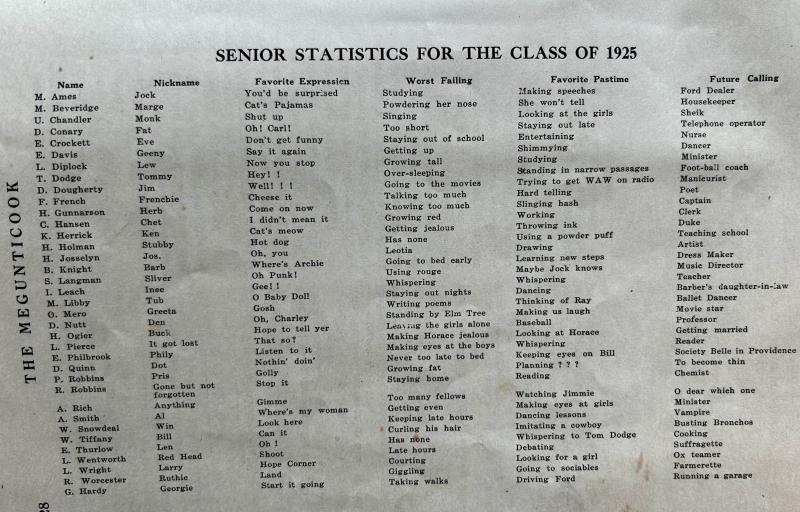 SENIOR STATISTICS FOR THE CLASS OF 1925
Name Nickname Favorite Expression Worst Failing Favorite Pastime Future Calling
M. Ames Jock You'd be surprised Studying Making speeches Ford Dealer
M. Beveridge Marge Cat's Pajamas Powdering her nose She won't tell Housekeeper
U. Chandler Monk Shut up Singing Looking at the girls Sheik
D. Conary Fat Oh! Carl! Too short Staying out late Telephone operator
E. Crockett Eve Don't get funny Staying out of school Entertaining Nurse
E. Davis Geeny Say it again Getting up Shimmying Dancer
L. Diplock Lew Now you stop Growing tall Studying Minister
T. Dodge Tommy Hey! ! Over-sleeping Standing in narrow passages Foot-ball coach
D. Dougherty Jim Well! ! ! Going to the movies Trying to get WAW on radio Manicurist
F. French Frenchie Cheese it Talking too much Hard telling Poet
H. Gunnarson Herb Come on now Knowing too much Slinging hash Captain
C. Hansen Chet I didn't mean it Growing red Working Clerk
K. Herrick Ken Cat's meow Getting jealous Throwing ink Duke
H. Holman Stubby Hot dog Has none Using a powder puff Teaching school
H. Josselyn Jos. Oh, you Leotia Drawing Artist
B. Knight Barb Where's Archie Going to bed early Learning new steps Dress Maker
S. Langman Sliver Oh Punk! Using rouge Maybe Jock knows Music Director
I. Leach Inee Gee! ! Whispering Whispering Teacher
M. Libby Tub O Baby Doll Staying out nights Dancing Barber's daughter-in-law
O. Mero Greeta Gosh Writing poems Thinking of Ray Ballet Dancer
D. Nutt Den Oh, Charley Standing by Elm Tree Making us laugh Movie star
H. Ogier Buck Hope to tell yer Leaving the girls alone Baseball Professor
L. Pierce It got lost That so? Making Horace jealous Looking at Horace Getting married
E. Philbrook Phily Listen to it Making eyes at the boys Whispering Reader
D. Quinn Dot Nothin' doin' Never too late to bed Keeping eyes on Bill Society Belle in Providence
P. Robbins Pris Golly Growing fat Planning ? ? ? To become thin
R. Robbins Gone but not Stop it Staying home Reading Chemist
forgotten
A. Rich Anything Gimme Too many fellows Watching Jimmie O dear which one
A. Smith Al Where's my woman Getting even Making eyes at girls Minister
W. Snowdeal Win Look here Keeping late hours Dancing lessons Vampire
W. Tiffany Bill Can it Curling his hair Imitating a cowboy Busting Bronchos
E. Thurlow Len Oh ! Has none Whispering to Tom Dodge Cooking
L. Wentworth Red Head Shoot Late hours Debating Suffragette
L. Wright Larry Hope Corner Courting Looking for a girl Ox teamer
R. Worcester Ruthie Land Giggling Going to sociables Farmerette
G. Hardy Georgie Start it going Taking walks Driving Ford Running a garage
THE MEGUNTICOOK
28